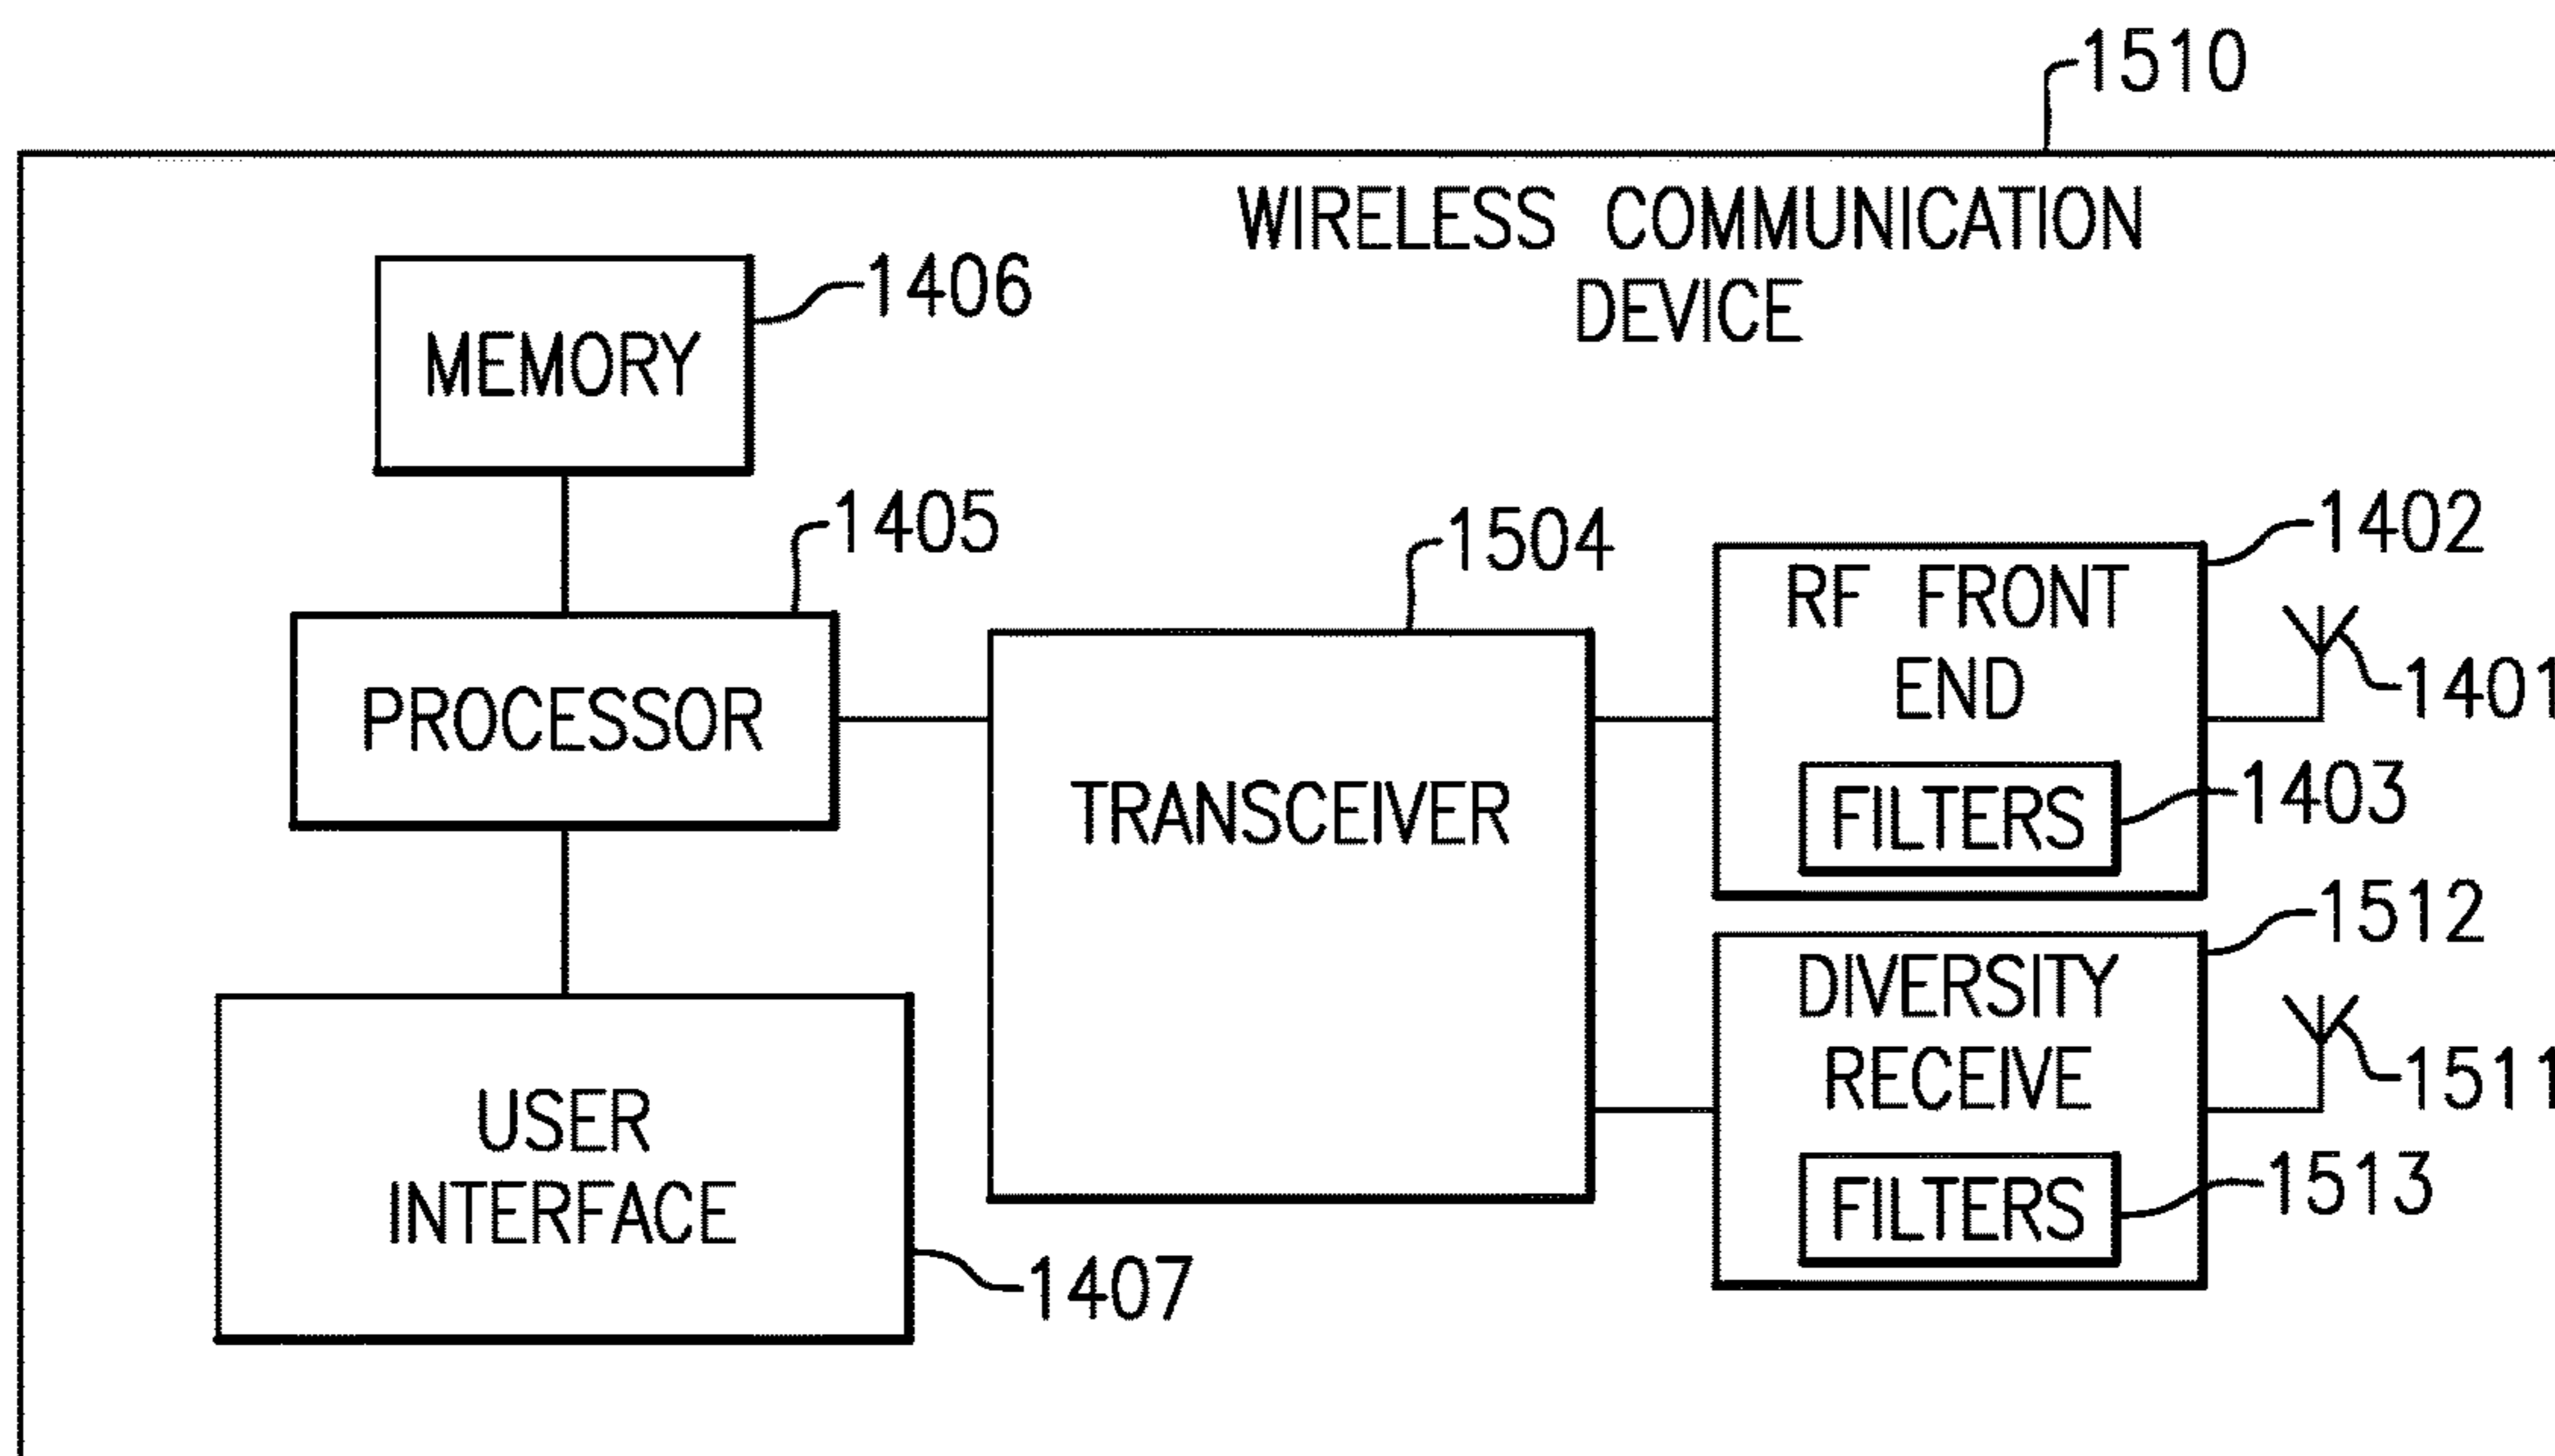 1510
WIRELESS COMMUNICATION
DEVICE
1406
MEMORY
1405
PROCESSOR
1504
TRANSCEIVER
1402
RF FRONT
END
1401
FILTERS
1403
1512
DIVERSITY
RECEIVE
1511
FILTERS
1513
USER
INTERFACE
1407